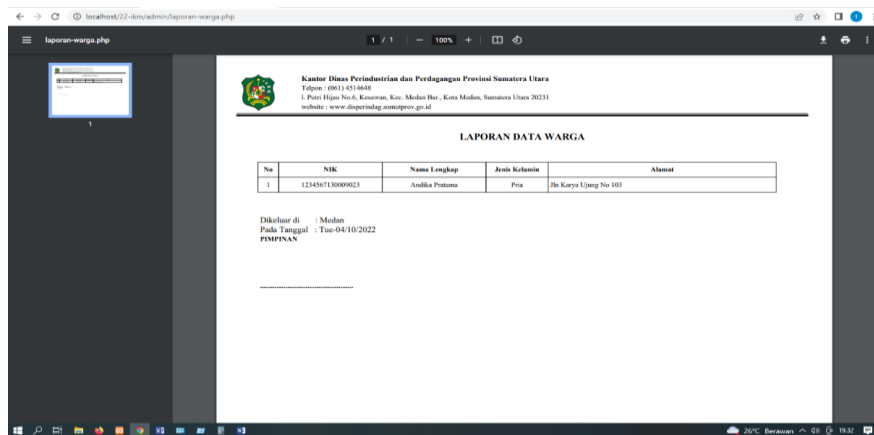 localhost/22-ikm/admin/laporan-warga.php
laporan-warga.php
1 / 1
100%
1
Kantor Dinas Perindustrian dan Perdagangan Provinsi Sumatera Utara
Telpon : (061) 4514648
l. Putri Hijau No.6, Kesawan, Kec. Medan Bar., Kota Medan, Sumatera Utara 20231
website : www.disperindag.sumutprov.go.id
LAPORAN DATA WARGA
No NIK Nama Lengkap Jenis Kelamin Alamat
1 1234567130009023 Andika Pratama Pria Jln Karya Ujung No 103
Dikeluar di : Medan
Pada Tanggal : Tue-04/10/2022
PIMPINAN
26°C Berawan 19.32